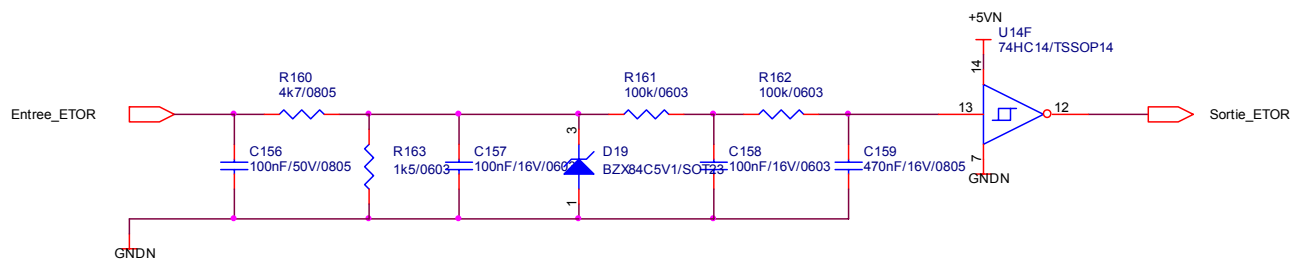 +5VN
U14F
74HC14/TSSOP14
14
R160
4k7/0805
R161
100k/0603
R162
100k/0603
Entree_ETOR
13
12
Sortie_ETOR
3
C156
100nF/50V/0805
R163
1k5/0603
C157
100nF/16V/0603
D19
BZX84C5V1/SOT23
C158
100nF/16V/0603
C159
470nF/16V/0805
7
GNDN
1
GNDN